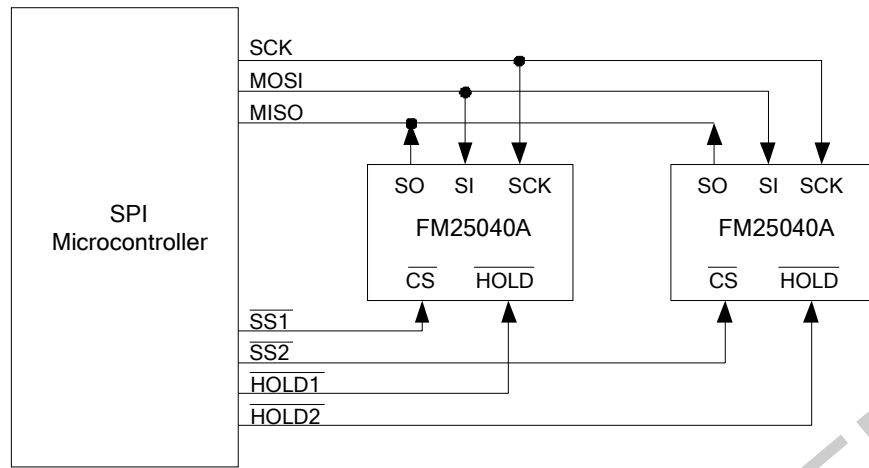 SCK
MOSI
MISO
SO SI SCK
SO SI SCK
SPI
Microcontroller
FM25040A
FM25040A
CS HOLD
CS HOLD
SS1
SS2
HOLD1
HOLD2